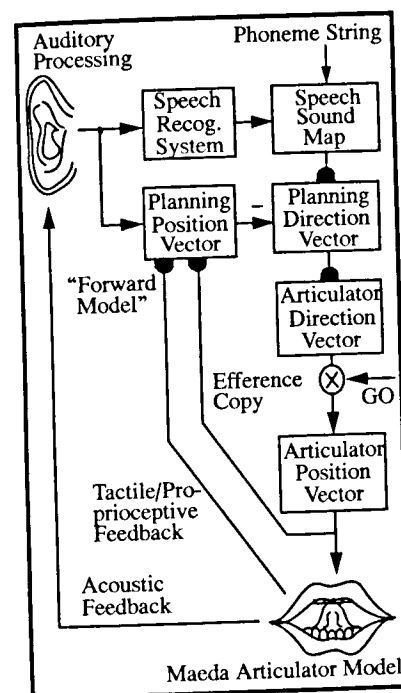 Auditory
Processing
Phoneme String
Speech
Recog.
System
Speech
Sound
Map
Planning
Position
Vector
–
Planning
Direction
Vector
"Forward
Model"
Articulator
Direction
Vector
Efference
Copy
X
GO
Articulator
Position
Vector
Tactile/Pro-
prioceptive
Feedback
Acoustic
Feedback
Maeda Articulator Model